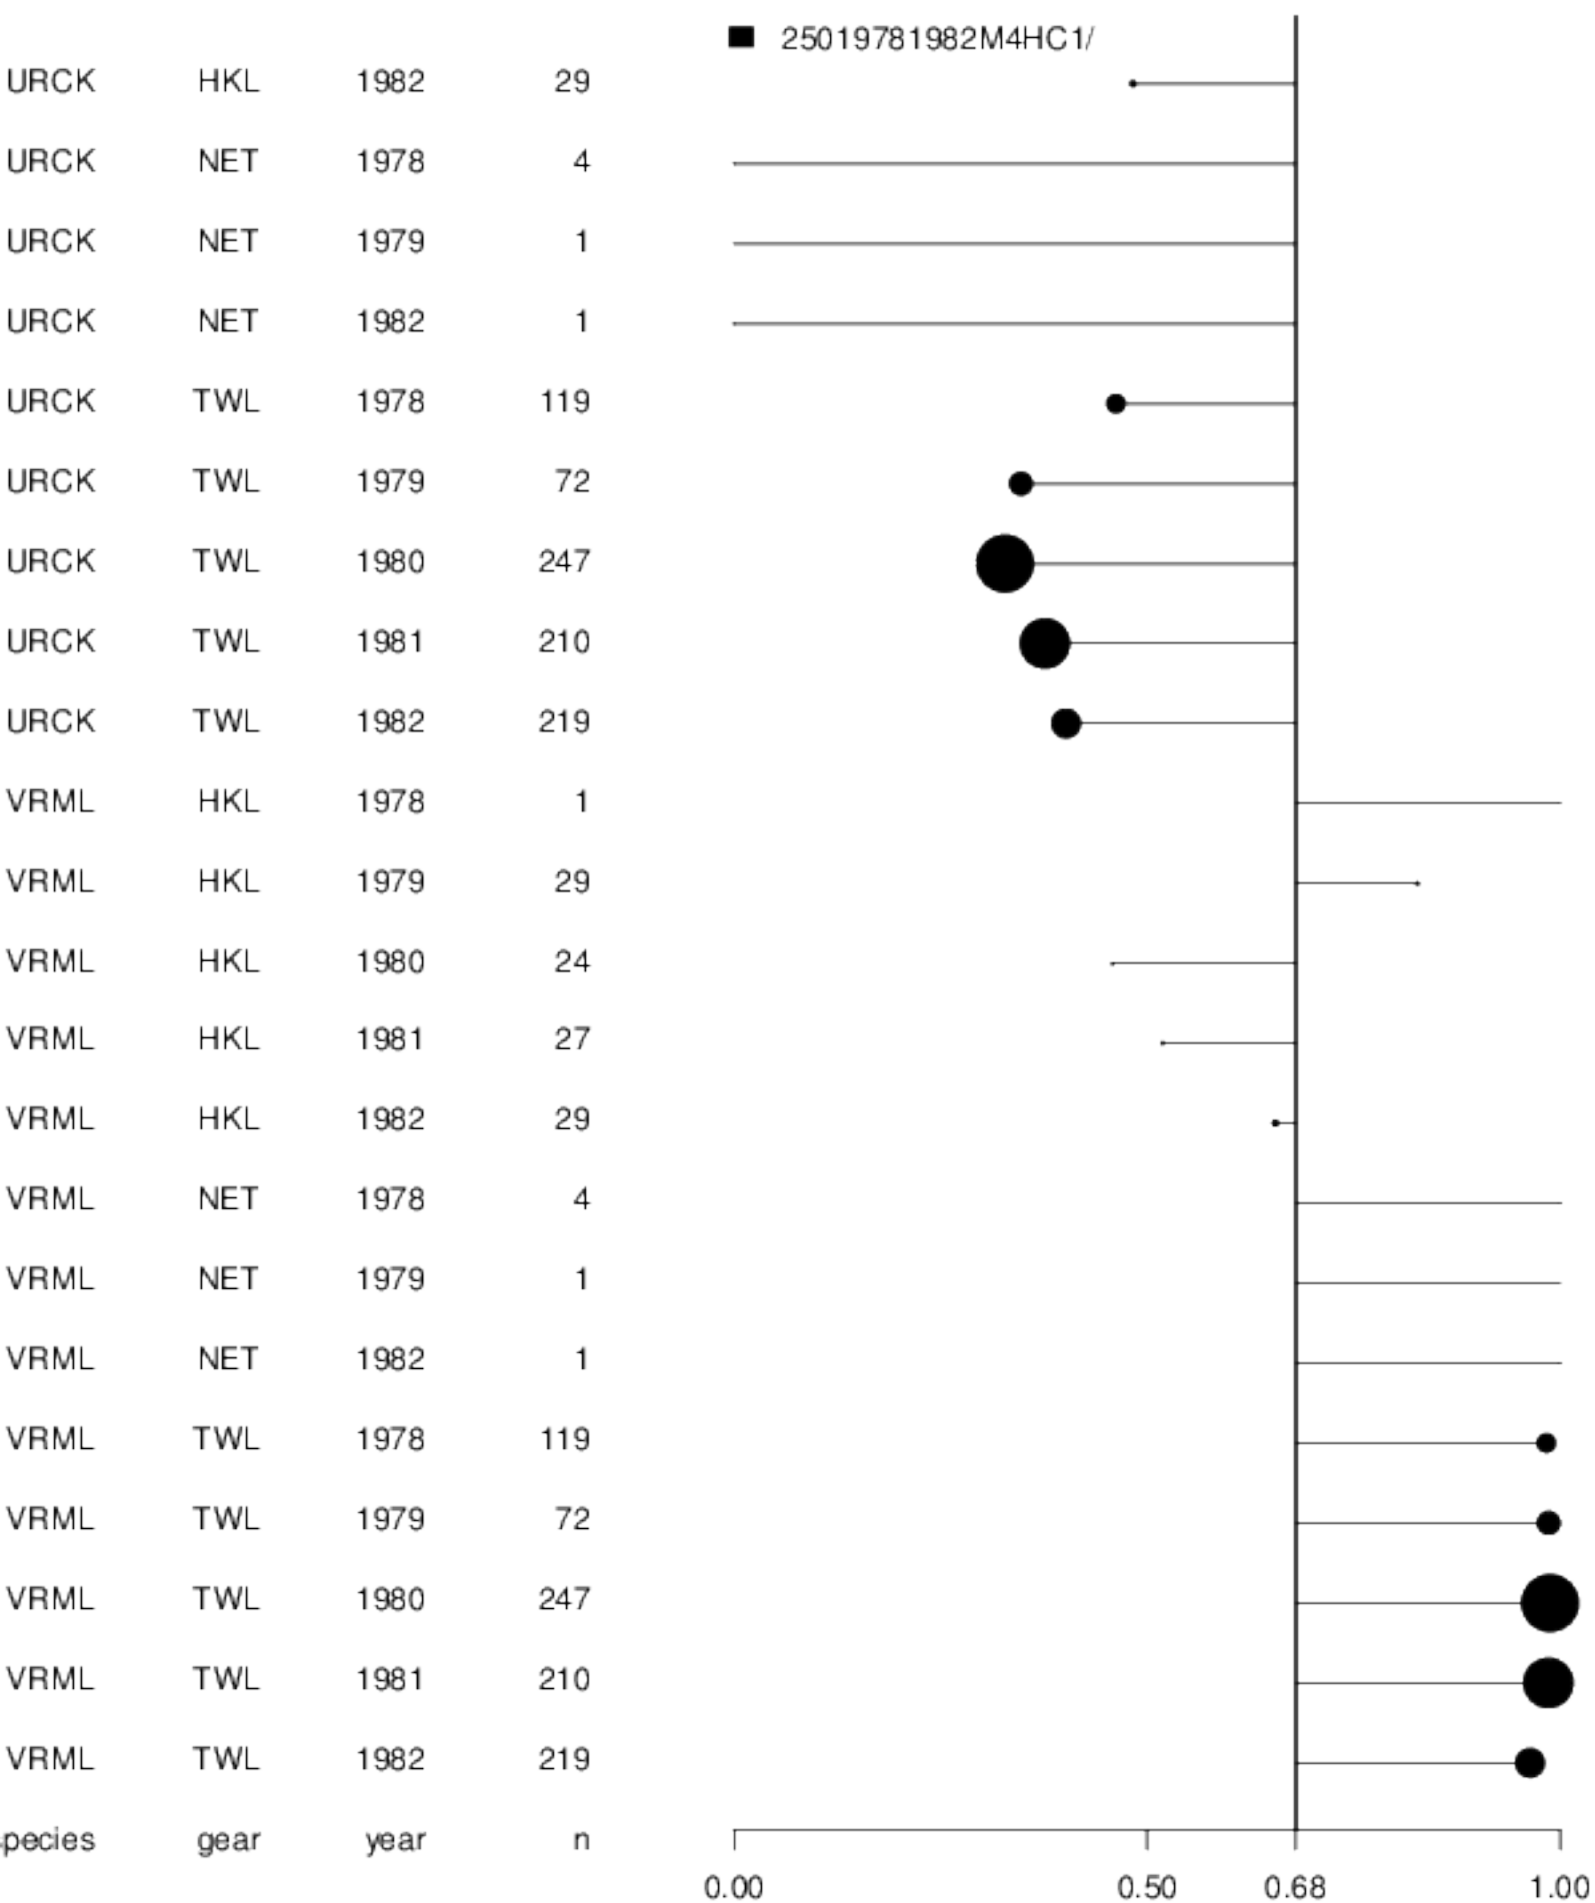 25019781982M4HC1/
URCK HKL 1982 29
URCK NET 1978 4
URCK NET 1979 1
URCK NET 1982 1
URCK TWL 1978 119
URCK TWL 1979 72
URCK TWL 1980 247
URCK TWL 1981 210
URCK TWL 1982 219
VRML HKL 1978 1
VRML HKL 1979 29
VRML HKL 1980 24
VRML HKL 1981 27
VRML HKL 1982 29
VRML NET 1978 4
VRML NET 1979 1
VRML NET 1982 1
VRML TWL 1978 119
VRML TWL 1979 72
VRML TWL 1980 247
VRML TWL 1981 210
VRML TWL 1982 219
pecies gear year n
0.00 0.50 0.68 1.00